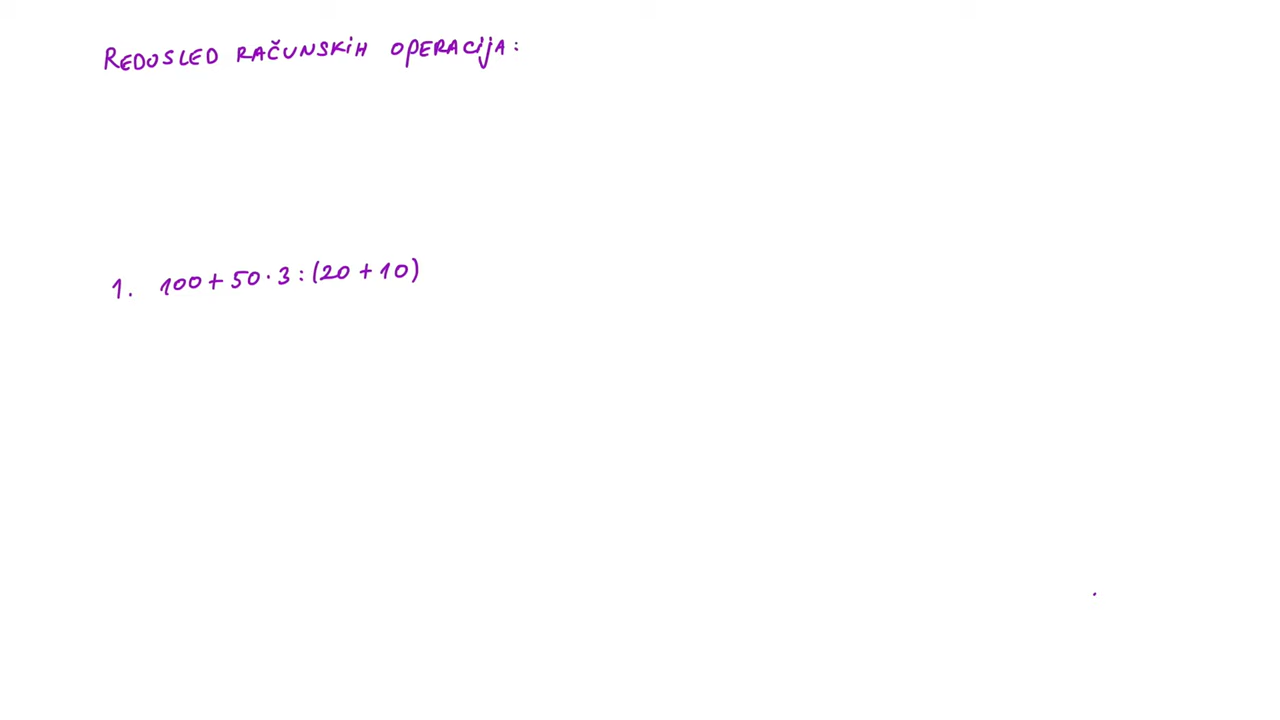 REDOSLED RAČUNSKIH OPERACIJA:
1. 100 + 50 · 3 : (20 + 10)